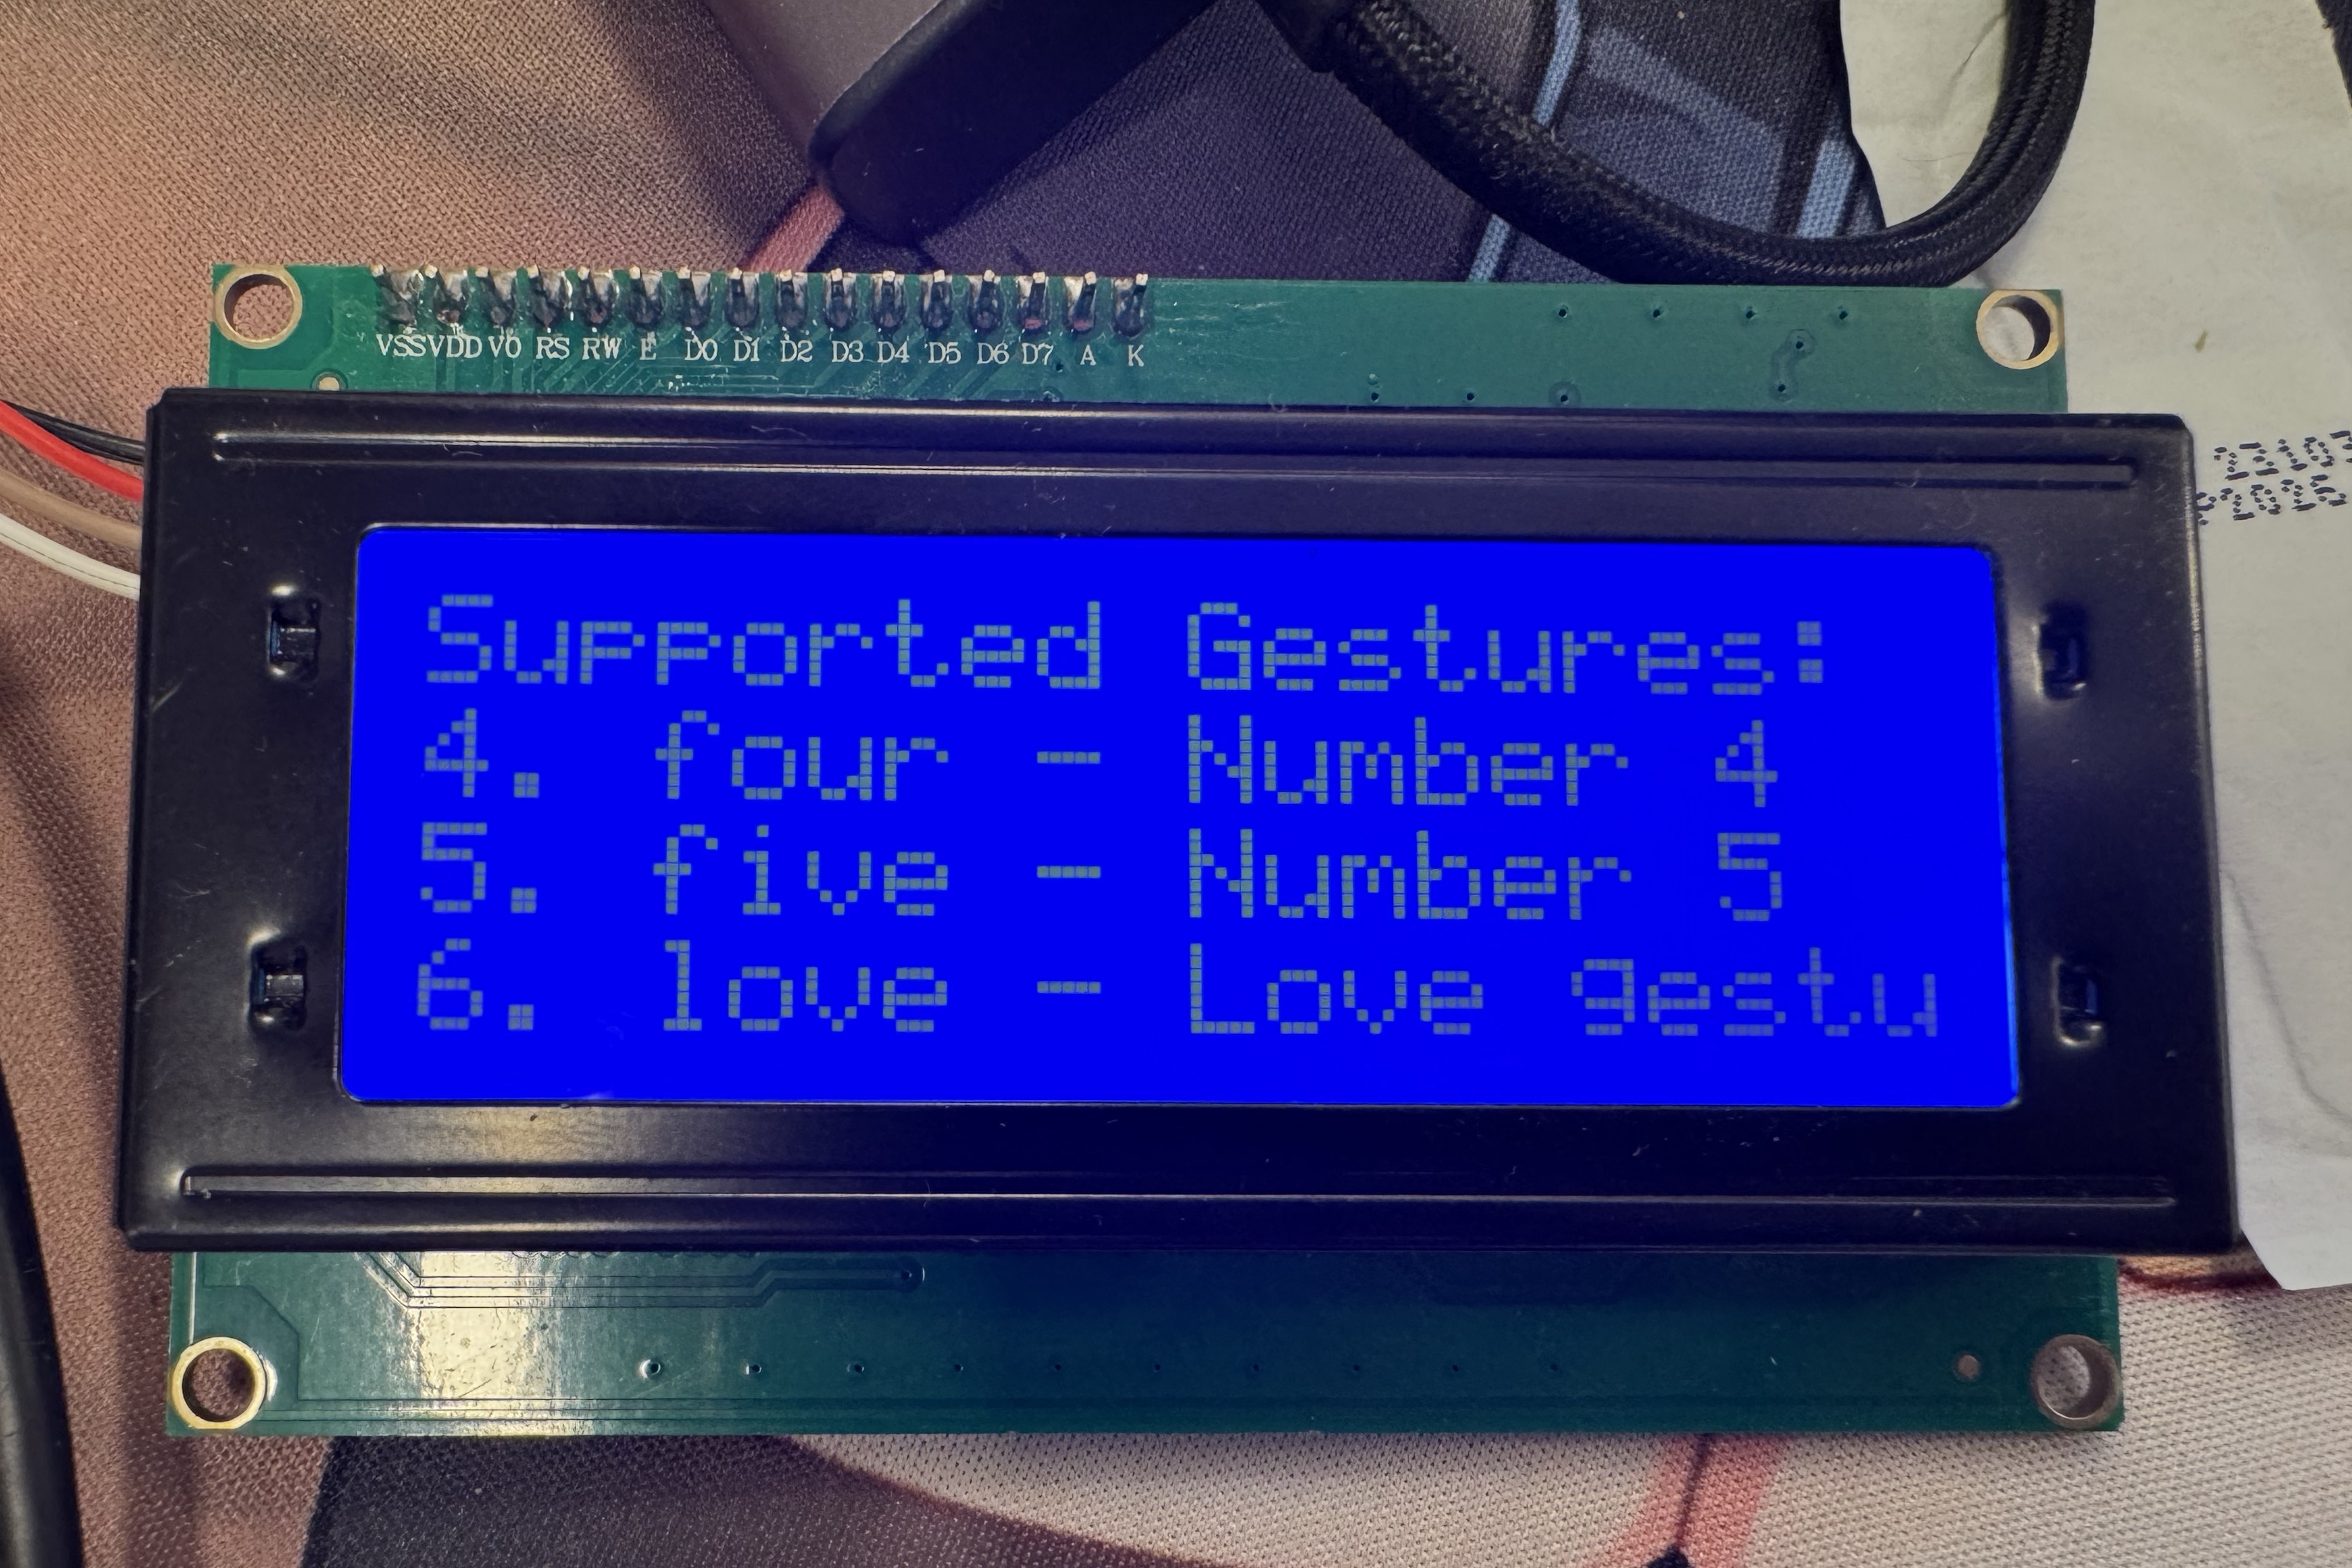 VSS VDD V0 RS RW E D0 D1 D2 D3 D4 D5 D6 D7 A K
Supported Gestures:
4. four - Number 4
5. five - Number 5
6. love - Love gestu